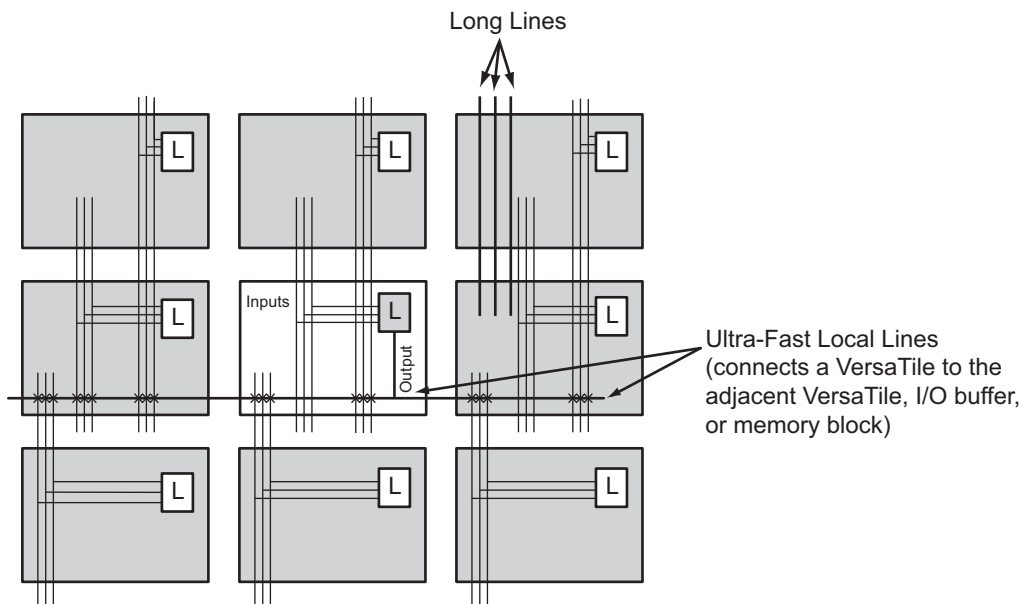 Long Lines
L
L
L
L
Inputs
L
Output
L
Ultra-Fast Local Lines
(connects a VersaTile to the
adjacent VersaTile, I/O buffer,
or memory block)
L
L
L